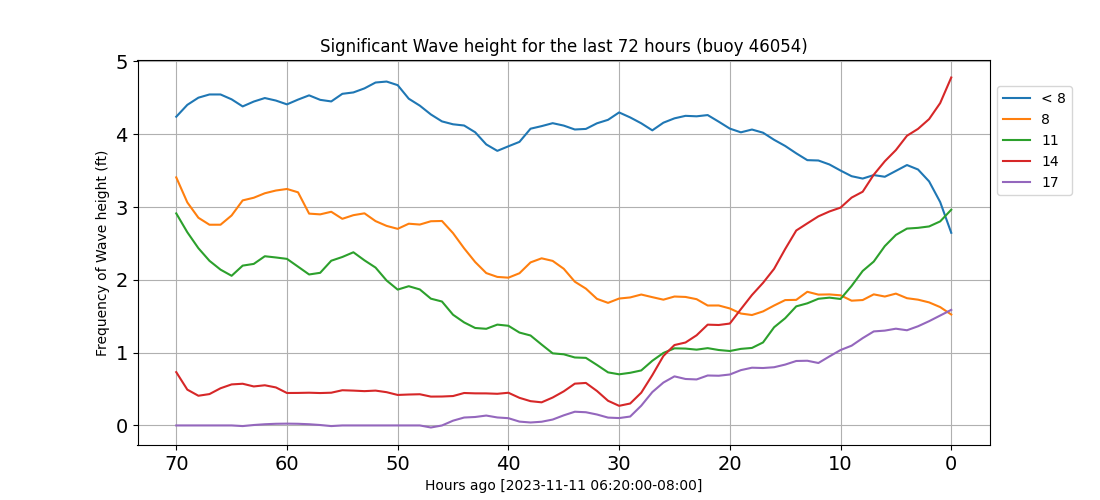 Significant Wave height for the last 72 hours (buoy 46054)
Frequency of Wave height (ft)
5
4
3
2
1
0
70 60 50 40 30 20 10 0
Hours ago [2023-11-11 06:20:00-08:00]
< 8
8
11
14
17